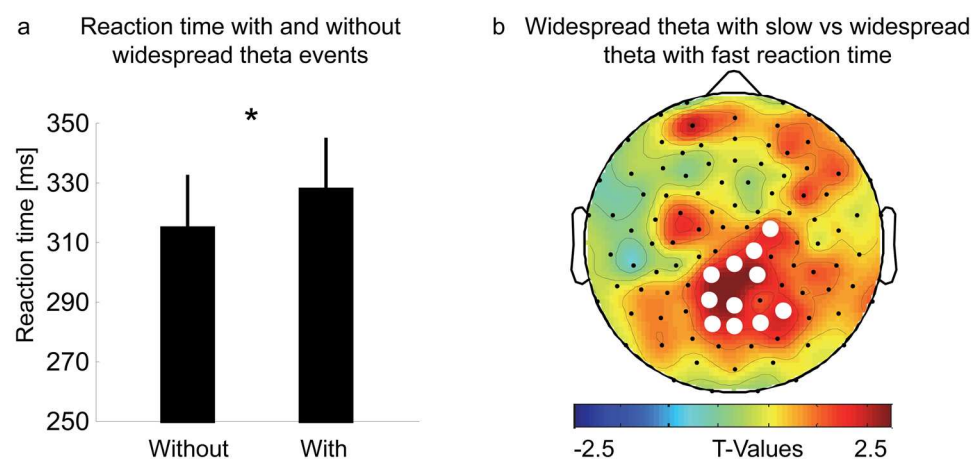 a Reaction time with and without
widespread theta events
*
Reaction time [ms]
350
330
310
290
270
250
Without With
b Widespread theta with slow vs widespread
theta with fast reaction time
-2.5 T-Values 2.5